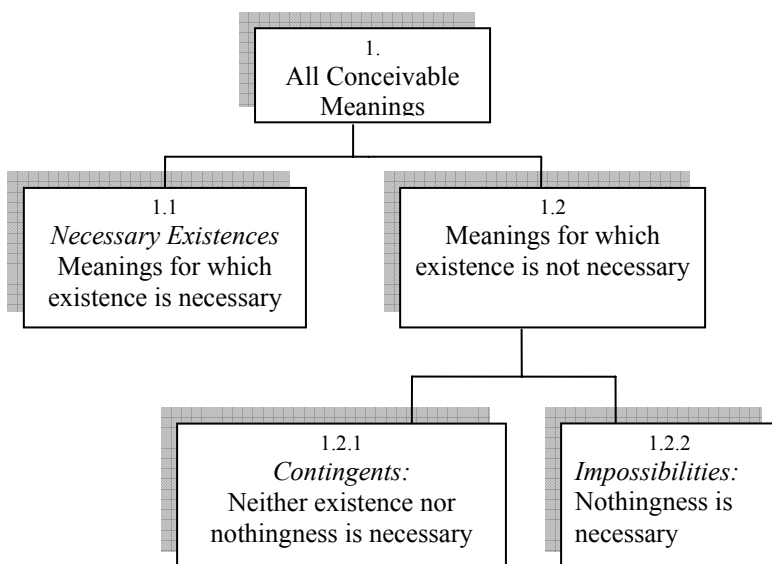 1.
All Conceivable
Meanings
1.1
Necessary Existences
Meanings for which
existence is necessary
1.2
Meanings for which
existence is not necessary
1.2.1
Contingents:
Neither existence nor
nothingness is necessary
1.2.2
Impossibilities:
Nothingness is
necessary